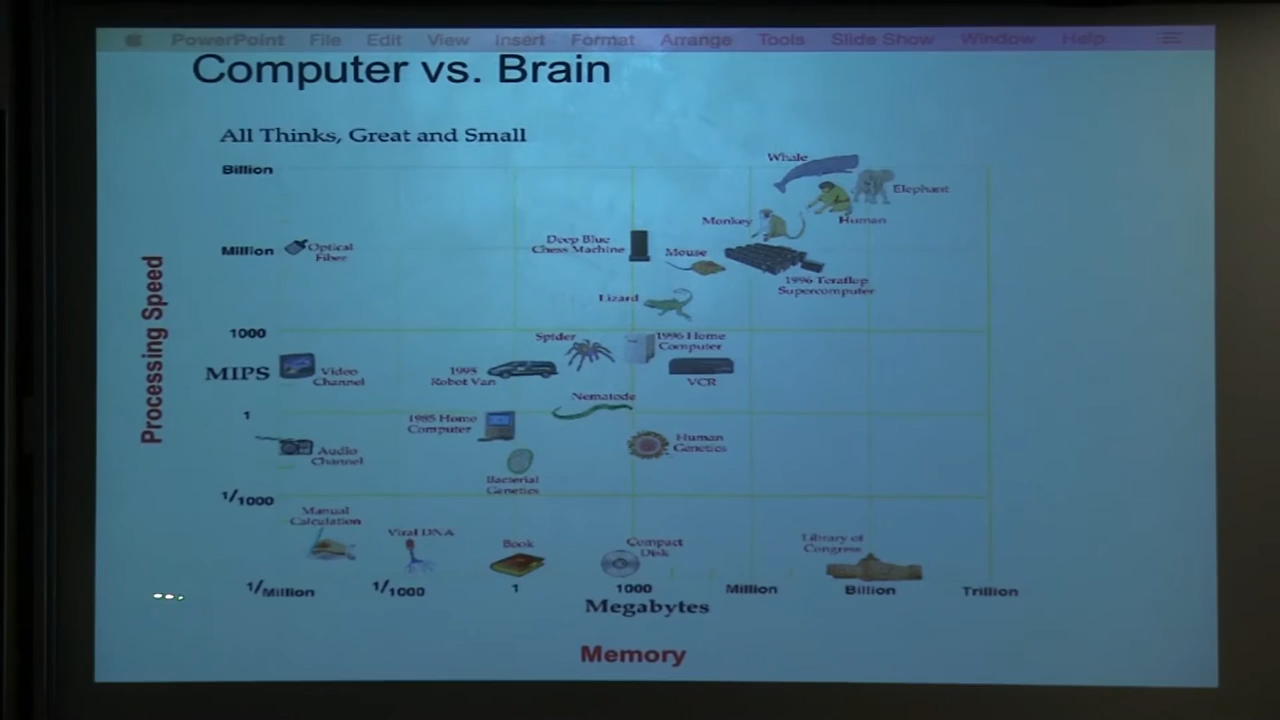 PowerPoint File Edit View Insert Format Arrange Tools Slide Show Window Help
Computer vs. Brain
All Thinks, Great and Small
Billion
Million
1000
MIPS
1
1/1000
Processing Speed
Whale
Elephant
Human
Monkey
Deep Blue
Chess Machine
Mouse
Optical
Fiber
1996 Teraflop
Supercomputer
Lizard
Spider
1996 Home
Computer
Video
Channel
1995
Robot Van
VCR
Nematode
1985 Home
Computer
Human
Genetics
Audio
Channel
Bacterial
Genetics
Manual
Calculation
Viral DNA
Book
Compact
Disk
Library of
Congress
1/Million
1/1000
1
1000
Million
Billion
Trillion
Megabytes
Memory